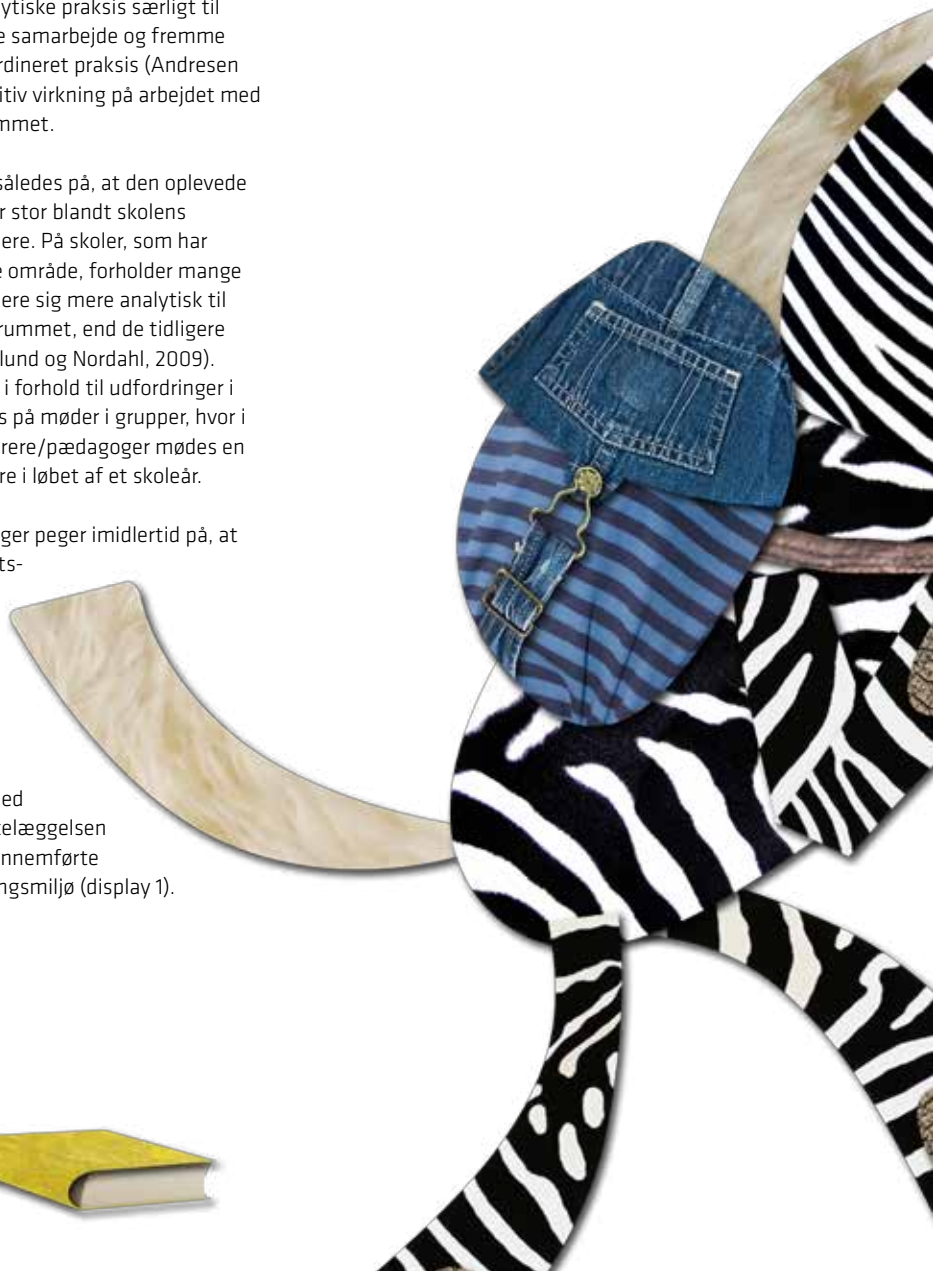 ytiske praksis særligt til
e samarbejde og fremme
rdineret praksis (Andresen
itiv virkning på arbejdet med
mmet.
således på, at den oplevede
r stor blandt skolens
ere. På skoler, som har
e område, forholder mange
ere sig mere analytisk til
rummet, end de tidligere
lund og Nordahl, 2009).
i forhold til udfordringer i
s på møder i grupper, hvor i
rere/pædagoger mødes en
re i løbet af et skoleår.
ger peger imidlertid på, at
ts-
ed
telæggelsen
ennemførte
ngsmiljø (display 1).